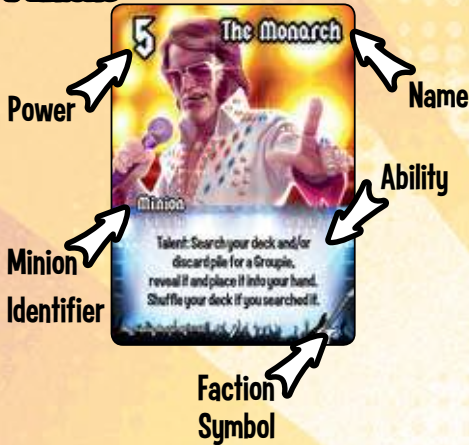 5 The Monarch
Power
Name
Ability
Minion
Minion
Identifier
Talent: Search your deck and/or
discard pile for a Groupie,
reveal it and place it into your hand.
Shuffle your deck if you searched it.
Faction
Symbol